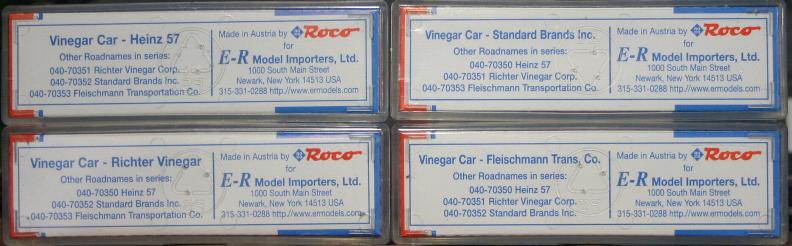 Vinegar Car - Heinz 57
Other Roadnames in series:
040-70351 Richter Vinegar Corp.
040-70352 Standard Brands Inc.
040-70353 Fleischmann Transportation Co.
Made in Austria by Roco
for
E-R Model Importers, Ltd.
1000 South Main Street
Newark, New York 14513 USA
315-331-0288 http://www.ermodels.com
Vinegar Car - Standard Brands Inc.
Other Roadnames in series:
040-70350 Heinz 57
040-70351 Richter Vinegar Corp.
040-70353 Fleischmann Transportation Co.
Made in Austria by Roco
for
E-R Model Importers, Ltd.
1000 South Main Street
Newark, New York 14513 USA
315-331-0288 http://www.ermodels.com
Vinegar Car - Richter Vinegar
Other Roadnames in series:
040-70350 Heinz 57
040-70352 Standard Brands Inc.
040-70353 Fleischmann Transportation Co.
Made in Austria by Roco
for
E-R Model Importers, Ltd.
1000 South Main Street
Newark, New York 14513 USA
315-331-0288 http://www.ermodels.com
Vinegar Car - Fleischmann Trans. Co.
Other Roadnames in series:
040-70350 Heinz 57
040-70351 Richter Vinegar Corp.
040-70352 Standard Brands Inc.
Made in Austria by Roco
for
E-R Model Importers, Ltd.
1000 South Main Street
Newark, New York 14513 USA
315-331-0288 http://www.ermodels.com